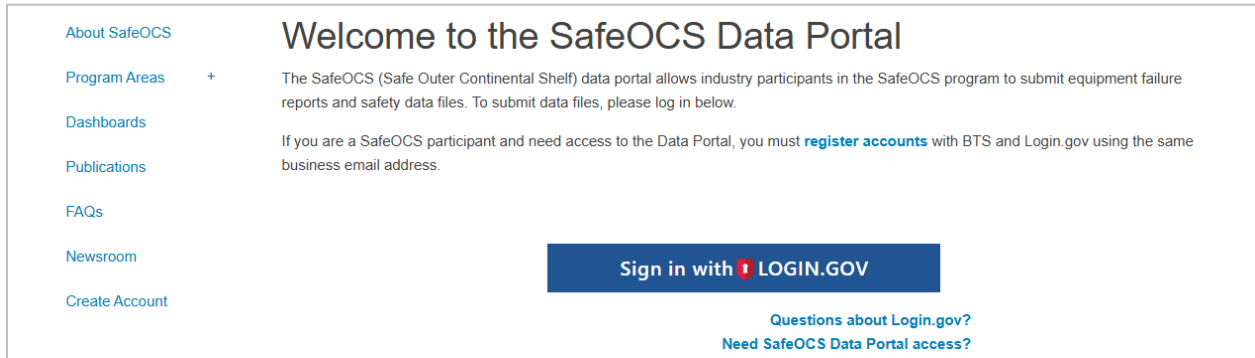 About SafeOCS
Program Areas +
Dashboards
Publications
FAQs
Newsroom
Create Account
Welcome to the SafeOCS Data Portal
The SafeOCS (Safe Outer Continental Shelf) data portal allows industry participants in the SafeOCS program to submit equipment failure
reports and safety data files. To submit data files, please log in below.
If you are a SafeOCS participant and need access to the Data Portal, you must register accounts with BTS and Login.gov using the same
business email address.
Sign in with LOGIN.GOV
Questions about Login.gov?
Need SafeOCS Data Portal access?